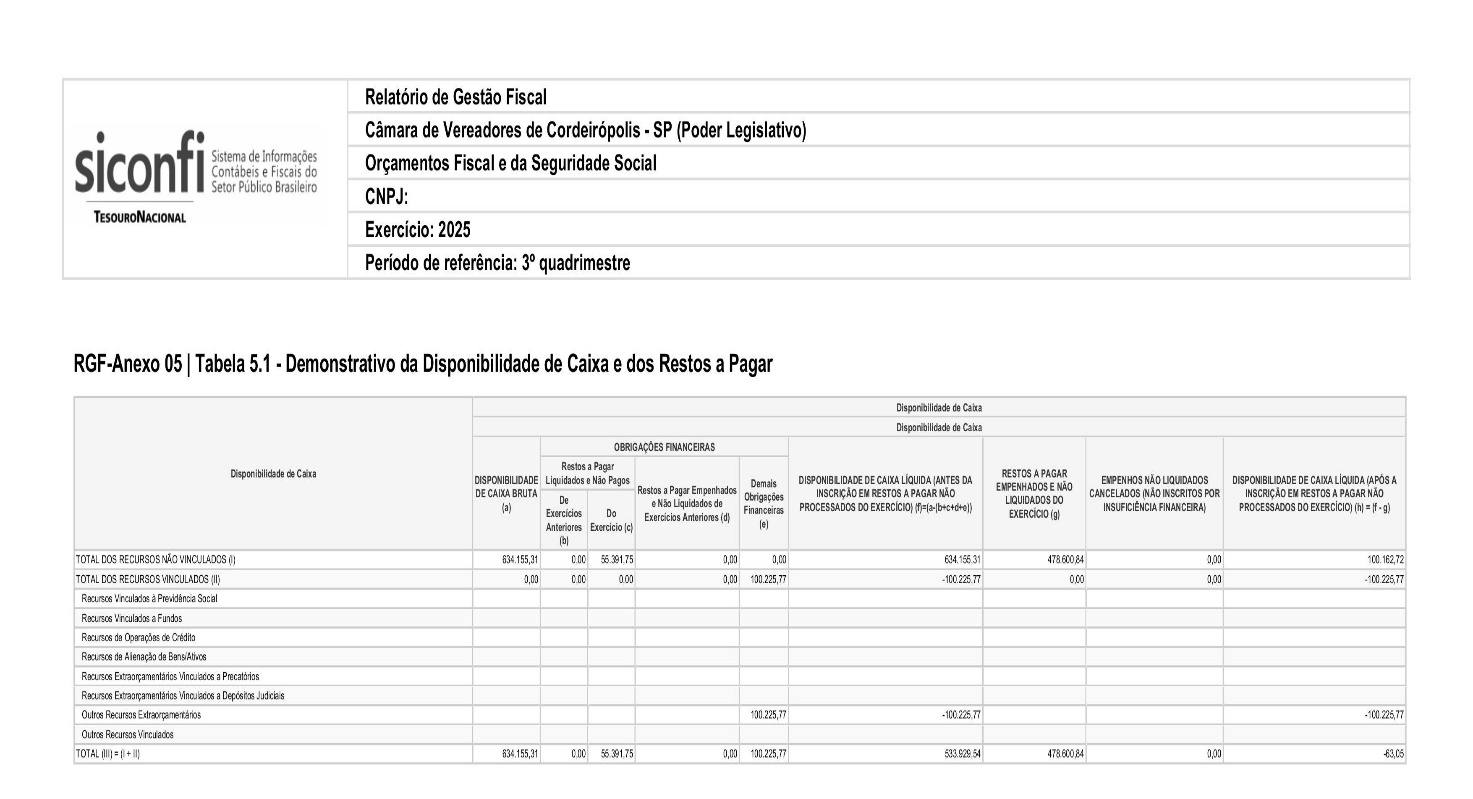 siconfi
Sistema de Informações
Contábeis e Fiscais do
Setor Público Brasileiro
TESOURONACIONAL
Relatório de Gestão Fiscal
Câmara de Vereadores de Cordeirópolis - SP (Poder Legislativo)
Orçamentos Fiscal e da Seguridade Social
CNPJ:
Exercício: 2025
Período de referência: 3º quadrimestre
RGF-Anexo 05 | Tabela 5.1 - Demonstrativo da Disponibilidade de Caixa e dos Restos a Pagar
Disponibilidade de Caixa
Disponibilidade de Caixa
Disponibilidade de Caixa
DISPONIBILIDADE
DE CAIXA BRUTA
(a)
OBRIGAÇÕES FINANCEIRAS
Restos a Pagar
Liquidados e Não Pagos
De
Exercícios
Anteriores
(b)
Do
Exercício (c)
Restos a Pagar Empenhados
e Não Liquidados de
Exercícios Anteriores (d)
Demais
Obrigações
Financeiras
(e)
DISPONIBILIDADE DE CAIXA LÍQUIDA (ANTES DA
INSCRIÇÃO EM RESTOS A PAGAR NÃO
PROCESSADOS DO EXERCÍCIO) (f)=(a-(b+c+d+e))
RESTOS A PAGAR
EMPENHADOS E NÃO
LIQUIDADOS DO
EXERCÍCIO (g)
EMPENHOS NÃO LIQUIDADOS
CANCELADOS (NÃO INSCRITOS POR
INSUFICIÊNCIA FINANCEIRA)
DISPONIBILIDADE DE CAIXA LÍQUIDA (APÓS A
INSCRIÇÃO EM RESTOS A PAGAR NÃO
PROCESSADOS DO EXERCÍCIO) (h) = (f - g)
TOTAL DOS RECURSOS NÃO VINCULADOS (I) 634.155,31 0,00 55.391,75 0,00 0,00 634.155,31 478.600,84 0,00 100.162,72
TOTAL DOS RECURSOS VINCULADOS (II) 0,00 0,00 0,00 0,00 100.225,77 -100.225,77 0,00 0,00 -100.225,77
Recursos Vinculados à Previdência Social
Recursos Vinculados a Fundos
Recursos de Operações de Crédito
Recursos de Alienação de Bens/Ativos
Recursos Extraorçamentários Vinculados a Precatórios
Recursos Extraorçamentários Vinculados a Depósitos Judiciais
Outros Recursos Extraorçamentários 100.225,77 -100.225,77 -100.225,77
Outros Recursos Vinculados
TOTAL (III) = (I + II) 634.155,31 0,00 55.391,75 0,00 100.225,77 533.929,54 478.600,84 0,00 -63,05